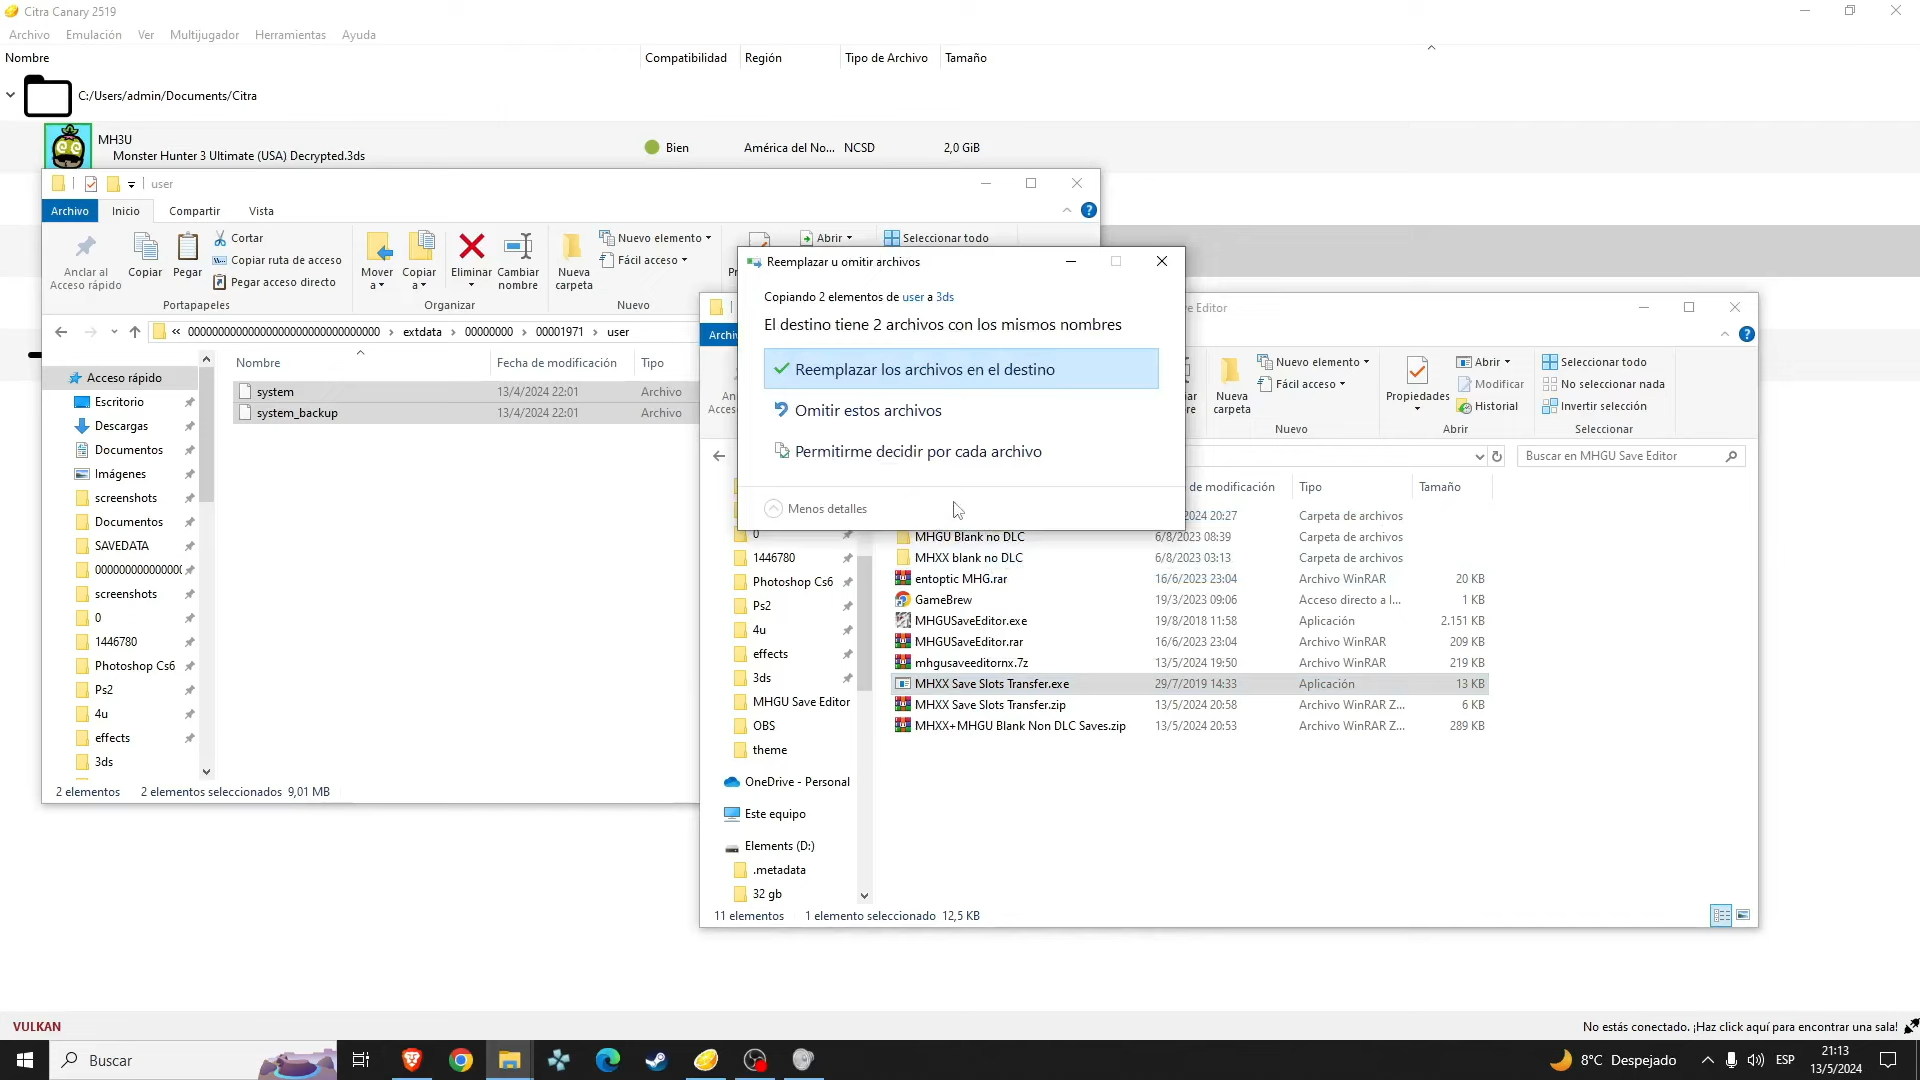 Citra Canary 2519
Archivo Emulación Ver Multijugador Herramientas Ayuda
Nombre Compatibilidad Región Tipo de Archivo Tamaño
C:/Users/admin/Documents/Citra
MH3U
Monster Hunter 3 Ultimate (USA) Decrypted.3ds Bien América del No... NCSD 2,0 GiB
user
Archivo Inicio Compartir Vista
Anclar al
Acceso rápido
Copiar
Pegar
Cortar
Copiar ruta de acceso
Pegar acceso directo
Portapapeles
Mover
a
Copiar
a
Eliminar
Cambiar
nombre
Organizar
Nueva
carpeta
Nuevo elemento
Fácil acceso
Nuevo
Abrir
Seleccionar todo
« 00000000000000000000000000000000 > extdata > 00000000 > 00001971 > user
Nombre Fecha de modificación Tipo
system 13/4/2024 22:01 Archivo
system_backup 13/4/2024 22:01 Archivo
Acceso rápido
Escritorio
Descargas
Documentos
Imágenes
screenshots
Documentos
SAVEDATA
screenshots
0
1446780
Photoshop Cs6
Ps2
4u
effects
3ds
2 elementos 2 elementos seleccionados 9,01 MB
Reemplazar u omitir archivos
Copiando 2 elementos de user a 3ds
El destino tiene 2 archivos con los mismos nombres
Reemplazar los archivos en el destino
Omitir estos archivos
Permitirme decidir por cada archivo
Menos detalles
Nueva
carpeta
Nuevo elemento
Fácil acceso
Nuevo
Propiedades
Abrir
Modificar
Historial
Abrir
Seleccionar todo
No seleccionar nada
Invertir selección
Seleccionar
Buscar en MHGU Save Editor
de modificación Tipo Tamaño
Carpeta de archivos
MHGU Blank no DLC 6/8/2023 08:39 Carpeta de archivos
MHXX blank no DLC 6/8/2023 03:13 Carpeta de archivos
entoptic MHG.rar 16/6/2023 23:04 Archivo WinRAR 20 KB
GameBrew 19/3/2023 09:06 Acceso directo a l... 1 KB
MHGUSaveEditor.exe 19/8/2018 11:58 Aplicación 2.151 KB
MHGUSaveEditor.rar 16/6/2023 23:04 Archivo WinRAR 209 KB
mhgusaveeditornx.7z 13/5/2024 19:50 Archivo WinRAR 219 KB
MHXX Save Slots Transfer.exe 29/7/2019 14:33 Aplicación 13 KB
MHXX Save Slots Transfer.zip 13/5/2024 20:58 Archivo WinRAR Z... 6 KB
MHXX+MHGU Blank Non DLC Saves.zip 13/5/2024 20:53 Archivo WinRAR Z... 289 KB
0
1446780
Photoshop Cs6
Ps2
4u
effects
3ds
MHGU Save Editor
OBS
theme
OneDrive - Personal
Este equipo
Elements (D:)
.metadata
32 gb
11 elementos 1 elemento seleccionado 12,5 KB
VULKAN
No estás conectado. ¡Haz click aquí para encontrar una sala!
Buscar
8°C Despejado
ESP
21:13
13/5/2024